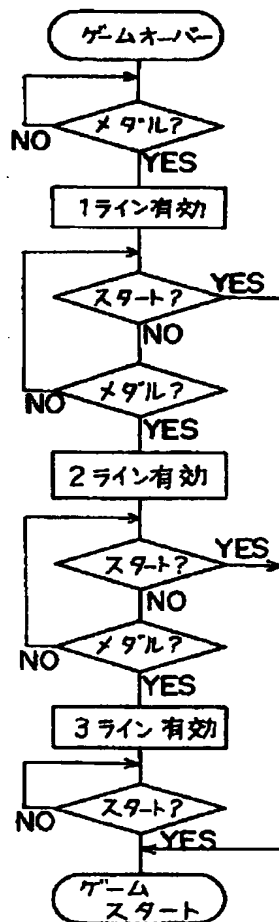 ゲームオーバー
メダル?
NO
YES
1ライン有効
スタート?
YES
NO
メダル?
NO
YES
2ライン有効
スタート?
YES
NO
メダル?
NO
YES
3ライン有効
スタート?
NO
YES
ゲーム
スタート